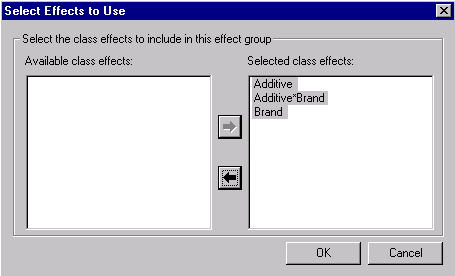 Select Effects to Use
Select the class effects to include in this effect group
Available class effects:
Selected class effects:
Additive
Additive*Brand
Brand
OK
Cancel